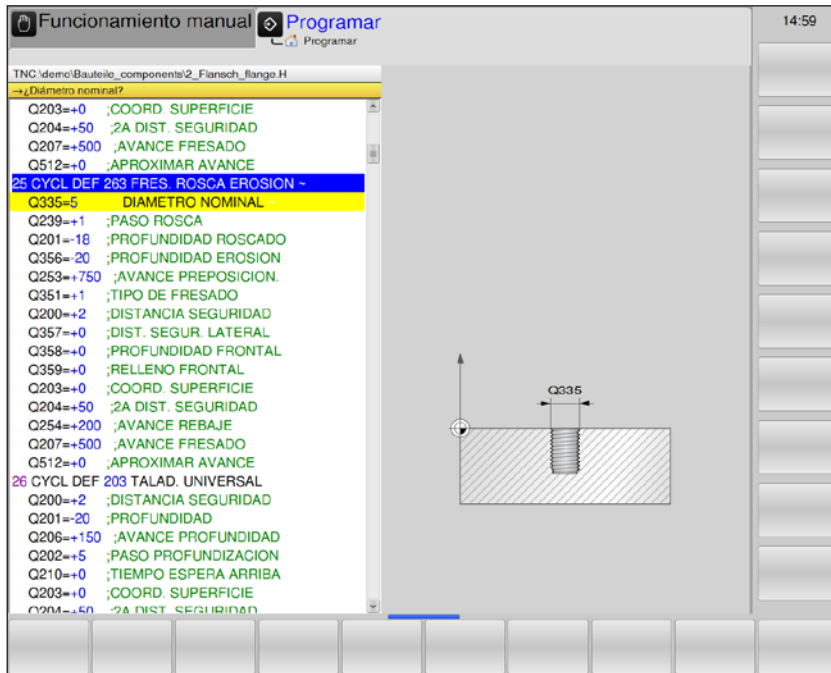 Funcionamiento manual
Programar
Programar
14:59
TNC:\demo\Bauteile_components\2_Flansch_flange.H
→¿Diámetro nominal?
Q203=+0 ;COORD. SUPERFICIE
Q204=+50 ;2A DIST. SEGURIDAD
Q207=+500 ;AVANCE FRESADO
Q512=+0 ;APROXIMAR AVANCE
25 CYCL DEF 263 FRES. ROSCA EROSION ~
Q335=5 DIAMETRO NOMINAL ~
Q239=+1 ;PASO ROSCA
Q201=-18 ;PROFUNDIDAD ROSCADO
Q356=-20 ;PROFUNDIDAD EROSION
Q253=+750 ;AVANCE PREPOSICION.
Q351=+1 ;TIPO DE FRESADO
Q200=+2 ;DISTANCIA SEGURIDAD
Q357=+0 ;DIST. SEGUR. LATERAL
Q358=+0 ;PROFUNDIDAD FRONTAL
Q359=+0 ;RELLENO FRONTAL
Q203=+0 ;COORD. SUPERFICIE
Q204=+50 ;2A DIST. SEGURIDAD
Q254=+200 ;AVANCE REBAJE
Q207=+500 ;AVANCE FRESADO
Q512=+0 ;APROXIMAR AVANCE
26 CYCL DEF 203 TALAD. UNIVERSAL
Q200=+2 ;DISTANCIA SEGURIDAD
Q201=-20 ;PROFUNDIDAD
Q206=+150 ;AVANCE PROFUNDIDAD
Q202=+5 ;PASO PROFUNDIZACION
Q210=+0 ;TIEMPO ESPERA ARRIBA
Q203=+0 ;COORD. SUPERFICIE
Q204=+50 ;2A DIST. SEGURIDAD
Q335